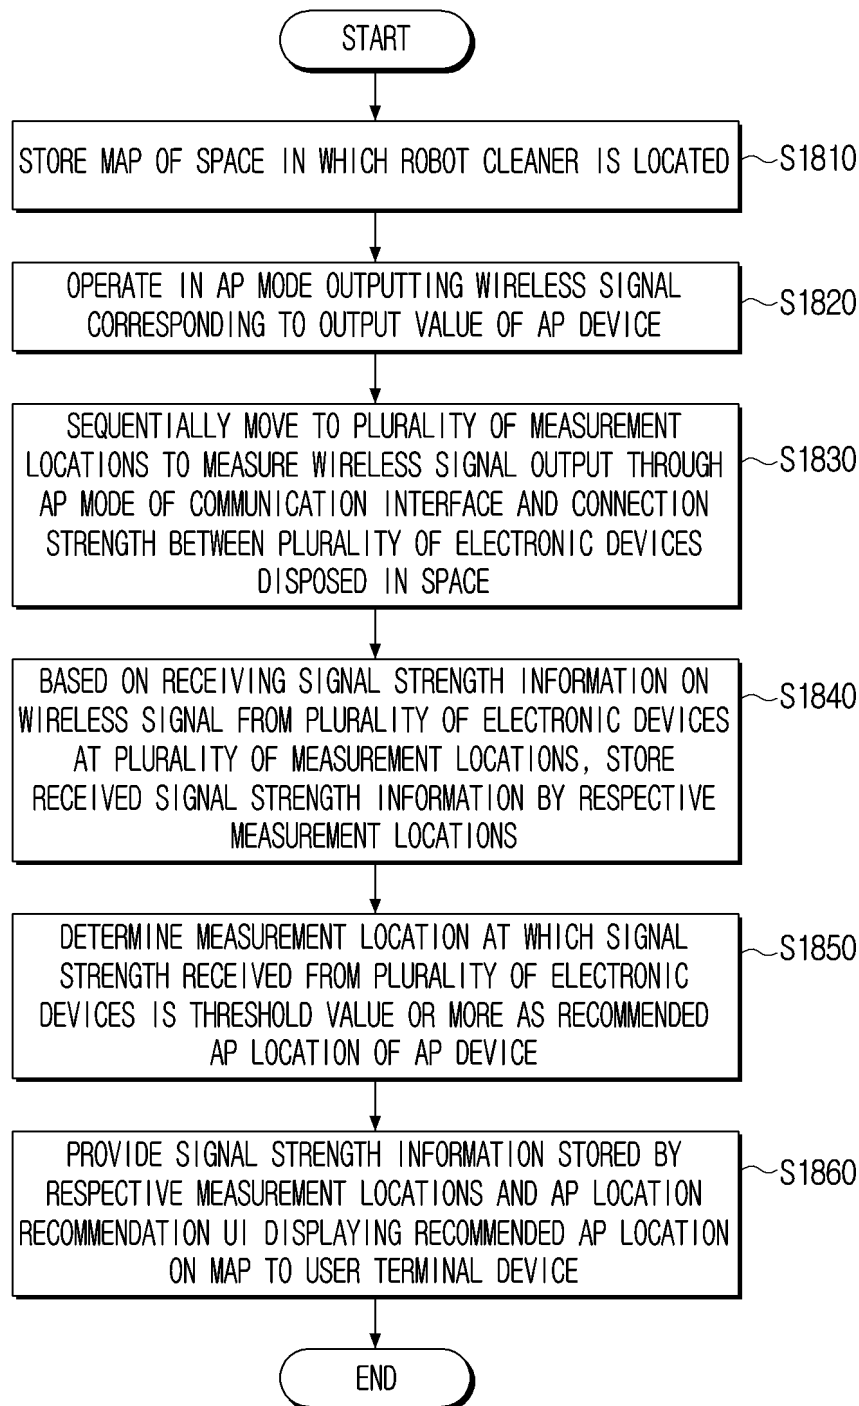 START
STORE MAP OF SPACE IN WHICH ROBOT CLEANER IS LOCATED
S1810
OPERATE IN AP MODE OUTPUTTING WIRELESS SIGNAL
CORRESPONDING TO OUTPUT VALUE OF AP DEVICE
S1820
SEQUENTIALLY MOVE TO PLURALITY OF MEASUREMENT
LOCATIONS TO MEASURE WIRELESS SIGNAL OUTPUT THROUGH
AP MODE OF COMMUNICATION INTERFACE AND CONNECTION
STRENGTH BETWEEN PLURALITY OF ELECTRONIC DEVICES
DISPOSED IN SPACE
S1830
BASED ON RECEIVING SIGNAL STRENGTH INFORMATION ON
WIRELESS SIGNAL FROM PLURALITY OF ELECTRONIC DEVICES
AT PLURALITY OF MEASUREMENT LOCATIONS, STORE
RECEIVED SIGNAL STRENGTH INFORMATION BY RESPECTIVE
MEASUREMENT LOCATIONS
S1840
DETERMINE MEASUREMENT LOCATION AT WHICH SIGNAL
STRENGTH RECEIVED FROM PLURALITY OF ELECTRONIC
DEVICES IS THRESHOLD VALUE OR MORE AS RECOMMENDED
AP LOCATION OF AP DEVICE
S1850
PROVIDE SIGNAL STRENGTH INFORMATION STORED BY
RESPECTIVE MEASUREMENT LOCATIONS AND AP LOCATION
RECOMMENDATION UI DISPLAYING RECOMMENDED AP LOCATION
ON MAP TO USER TERMINAL DEVICE
S1860
END